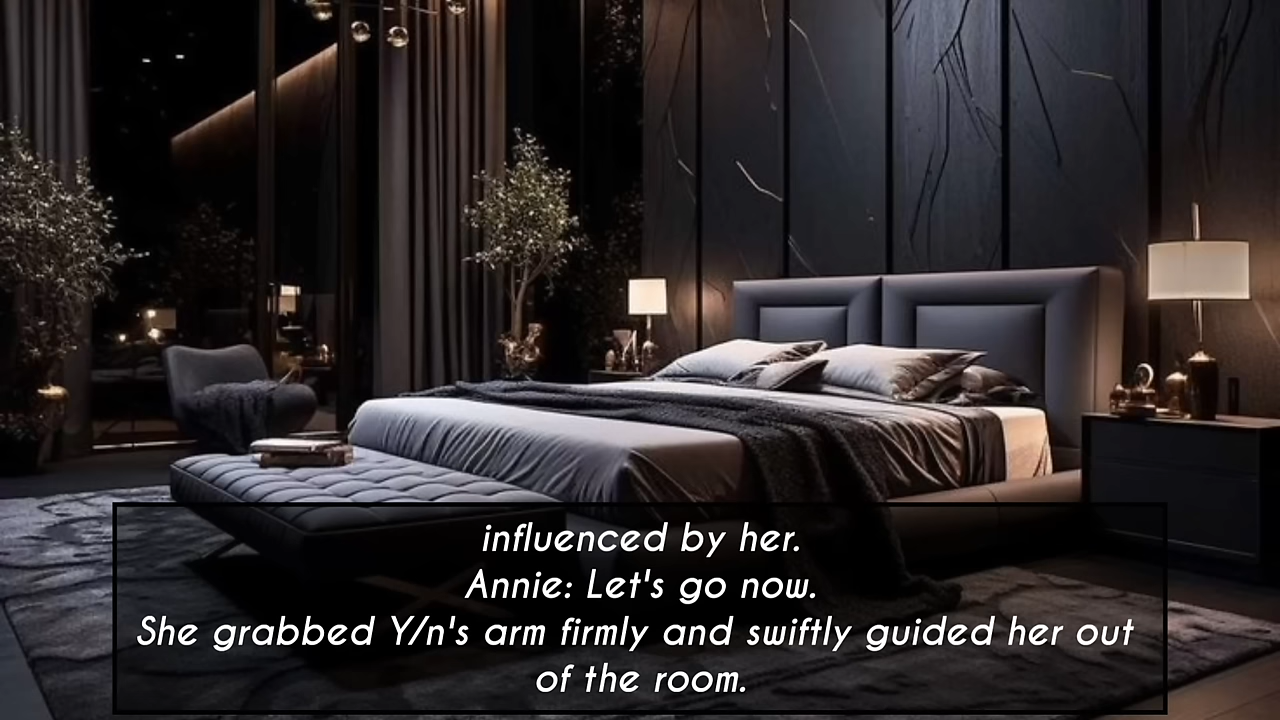 influenced by her.
Annie: Let's go now.
She grabbed Y/n's arm firmly and swiftly guided her out
of the room.